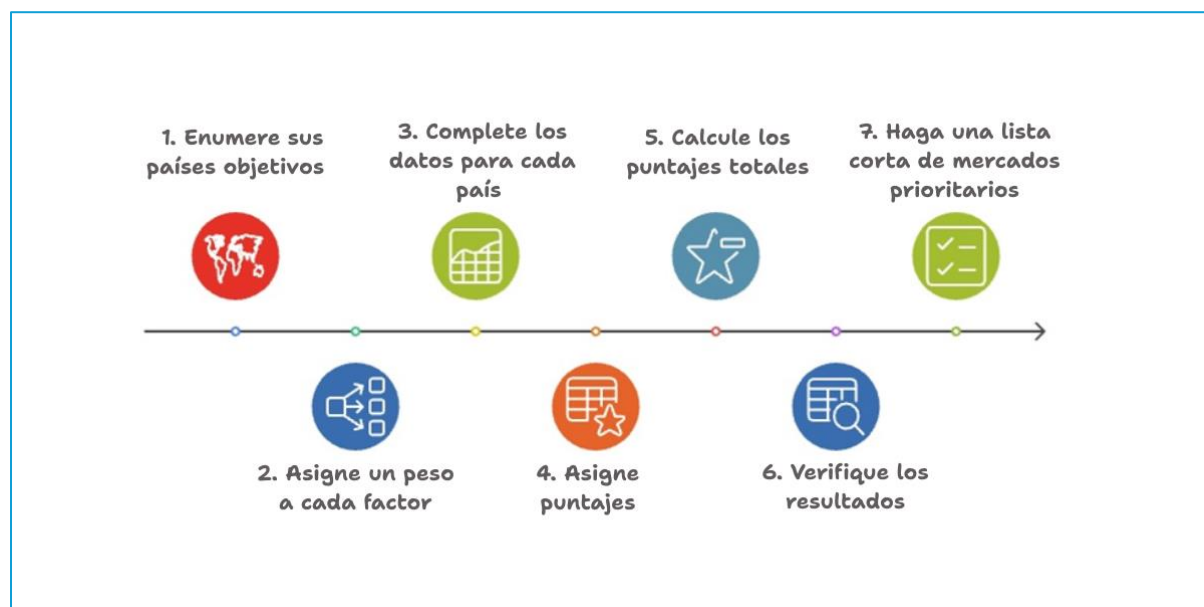 1. Enumere sus
países objetivos
2. Asigne un peso
a cada factor
3. Complete los
datos para cada
país
4. Asigne
puntajes
5. Calcule los
puntajes totales
6. Verifique los
resultados
7. Haga una lista
corta de mercados
prioritarios